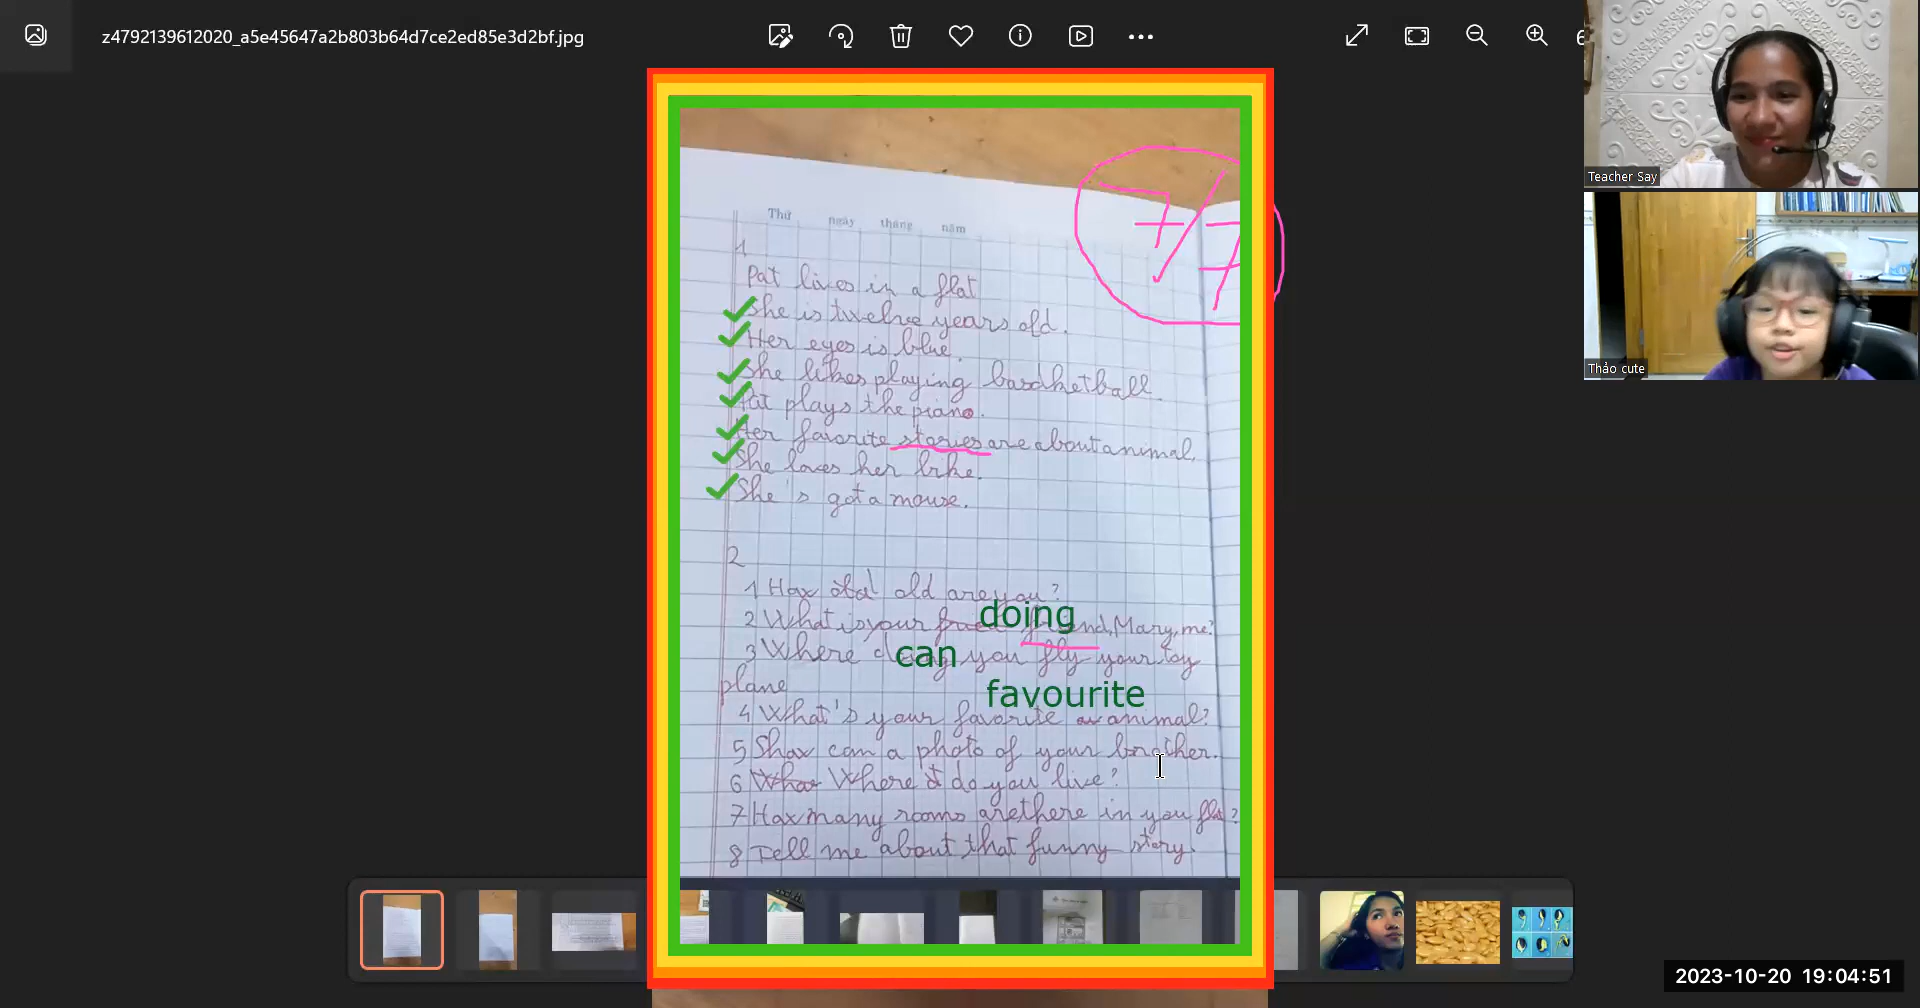 z4792139612020_a5e45647a2b803b64d7ce2ed85e3d2bf.jpg
Teacher Say
Thảo cute
7/7
Thứ ngày tháng năm
1
Pat lives in a flat
She is twelve years old.
Her eyes is blue.
She likes playing basdketball.
Pat plays the piano.
Her favorite stories are about animal.
She loves her bike.
She's got a mouse.
2
1 How old are you?
doing
2 What is your friend, Mary, me?
can
3 Where you fly your toy
plane
favourite
4 What's your favorite animal?
5 Show can a photo of your brother.
6 Where do you live?
7 How many rooms are there in you flat?
8 Tell me about that funny story.
2023-10-20 19:04:51